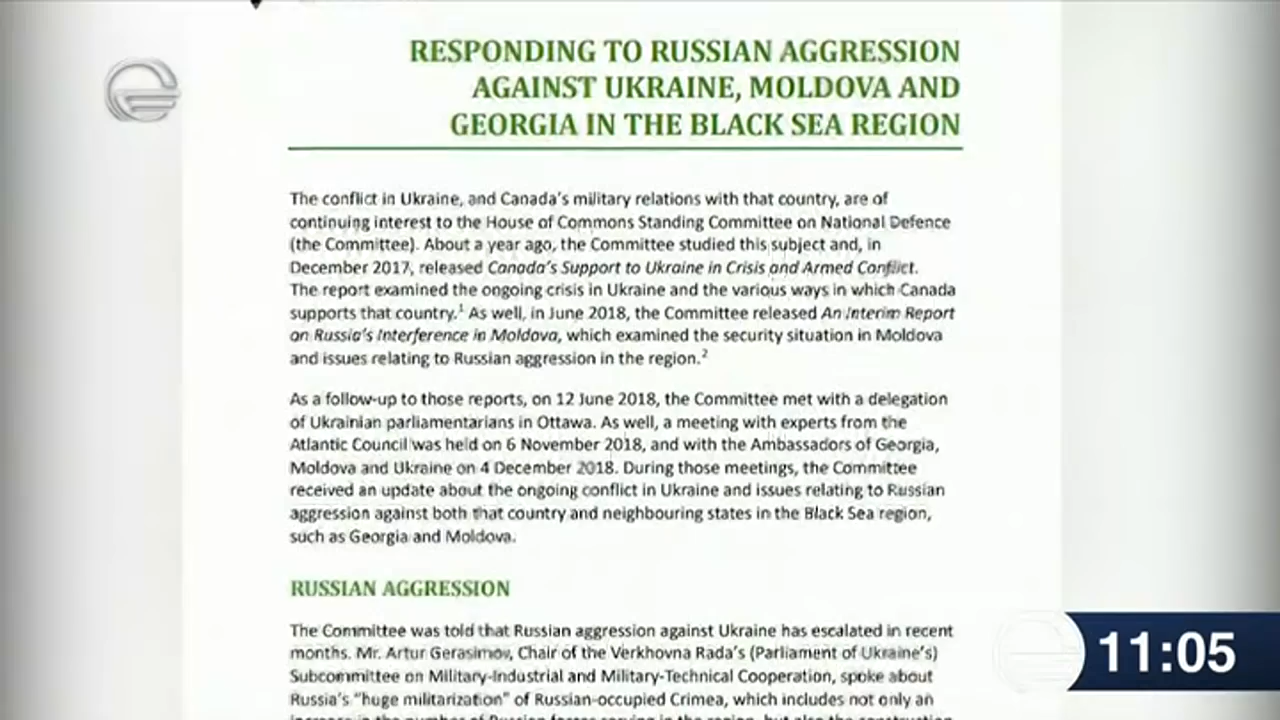 RESPONDING TO RUSSIAN AGGRESSION
AGAINST UKRAINE, MOLDOVA AND
GEORGIA IN THE BLACK SEA REGION
The conflict in Ukraine, and Canada's military relations with that country, are of
continuing interest to the House of Commons Standing Committee on National Defence
(the Committee). About a year ago, the Committee studied this subject and, in
December 2017, released Canada's Support to Ukraine in Crisis and Armed Conflict.
The report examined the ongoing crisis in Ukraine and the various ways in which Canada
supports that country.1 As well, in June 2018, the Committee released An Interim Report
on Russia's Interference in Moldova, which examined the security situation in Moldova
and issues relating to Russian aggression in the region.2
As a follow-up to those reports, on 12 June 2018, the Committee met with a delegation
of Ukrainian parliamentarians in Ottawa. As well, a meeting with experts from the
Atlantic Council was held on 6 November 2018, and with the Ambassadors of Georgia,
Moldova and Ukraine on 4 December 2018. During those meetings, the Committee
received an update about the ongoing conflict in Ukraine and issues relating to Russian
aggression against both that country and neighbouring states in the Black Sea region,
such as Georgia and Moldova.
RUSSIAN AGGRESSION
The Committee was told that Russian aggression against Ukraine has escalated in recent
months. Mr. Artur Gerasimov, Chair of the Verkhovna Rada's (Parliament of Ukraine's)
Subcommittee on Military-Industrial and Military-Technical Cooperation, spoke about
Russia's "huge militarization" of Russian-occupied Crimea, which includes not only an
11:05